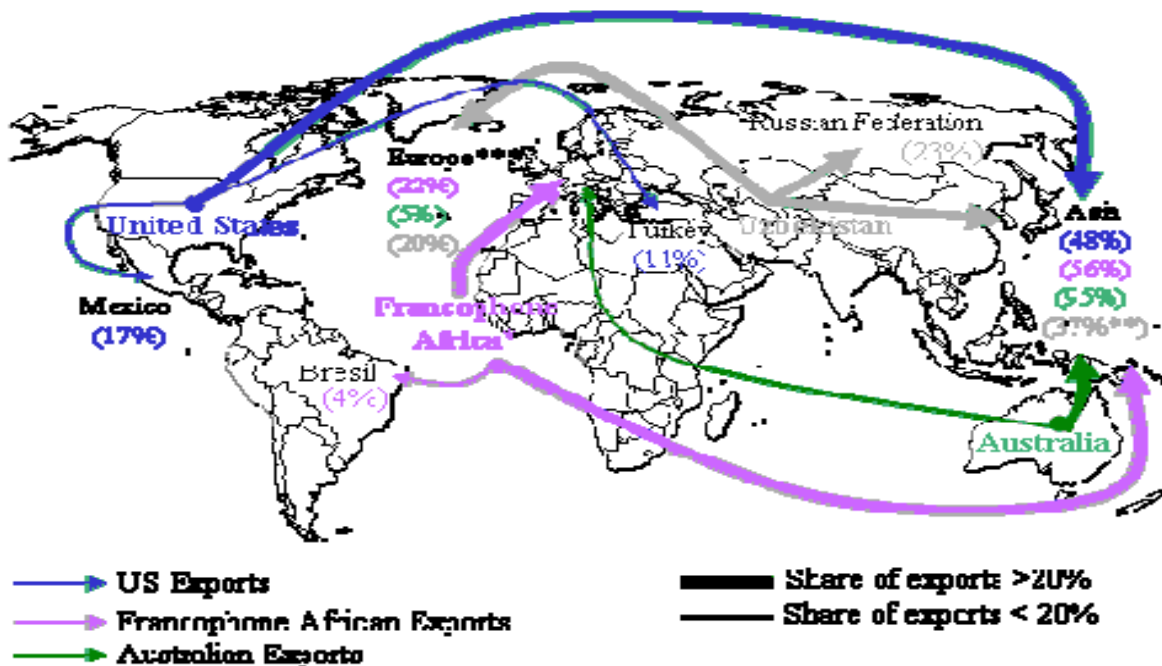 Russian Federation
(23%)
Europe***
(22%)
(5%)
(20%)
United States
Turkey
(11%)
Uzbekistan
Asia
(48%)
(56%)
(37%**)
Mexico
(17%)
Francophone
Africa*
Bresil
(4%)
Australia
US Exports
Share of exports >20%
Francophone African Exports
Share of exports < 20%
Australian Exports